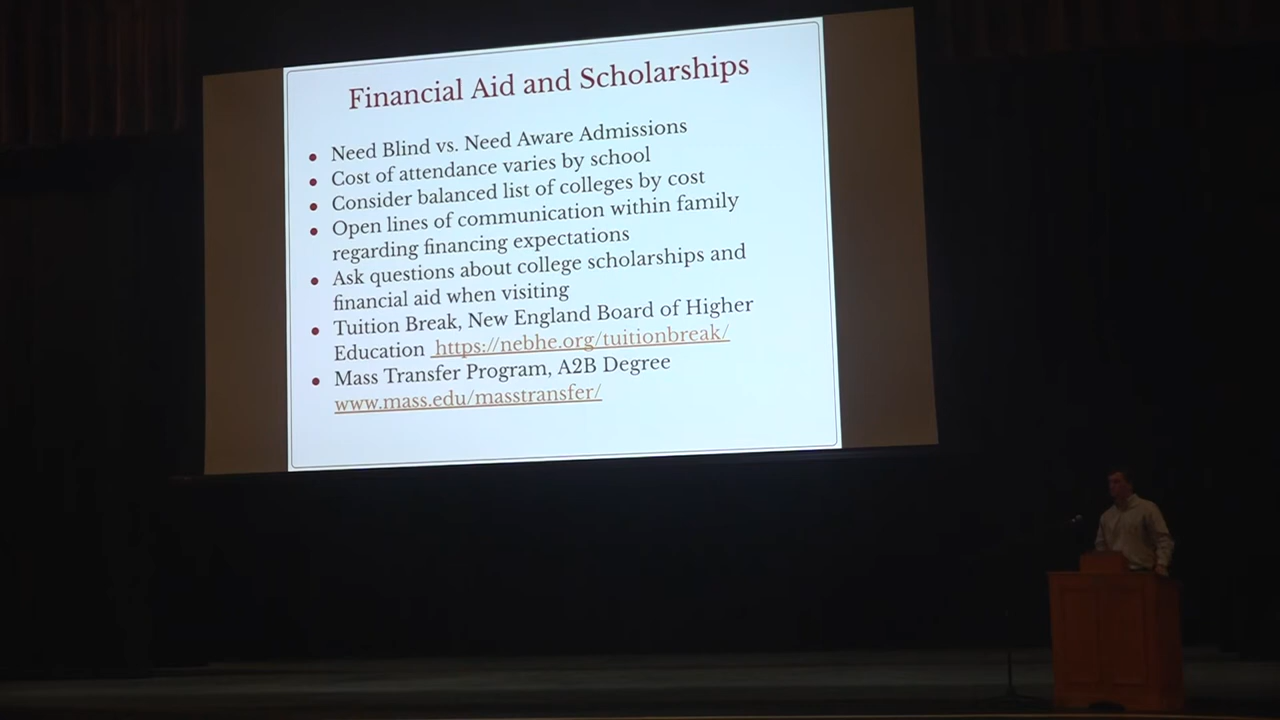 Financial Aid and Scholarships
● Need Blind vs. Need Aware Admissions
● Cost of attendance varies by school
● Consider balanced list of colleges by cost
● Open lines of communication within family
regarding financing expectations
● Ask questions about college scholarships and
financial aid when visiting
● Tuition Break, New England Board of Higher
Education https://nebhe.org/tuitionbreak/
● Mass Transfer Program, A2B Degree
www.mass.edu/masstransfer/